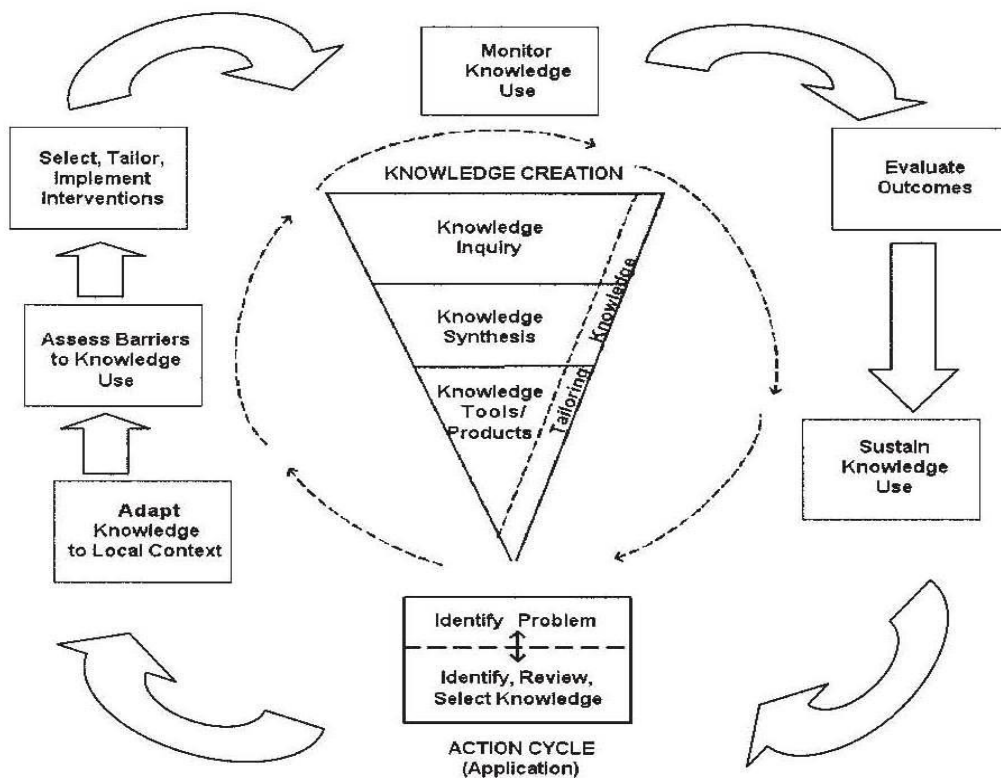 Monitor
Knowledge
Use
Select, Tailor,
Implement
Interventions
Evaluate
Outcomes
KNOWLEDGE CREATION
Knowledge
Inquiry
Knowledge
Synthesis
Knowledge
Tools/
Products
Tailoring Knowledge
Assess Barriers
to Knowledge
Use
Sustain
Knowledge
Use
Adapt
Knowledge
to Local Context
Identify Problem
Identify, Review,
Select Knowledge
ACTION CYCLE
(Application)